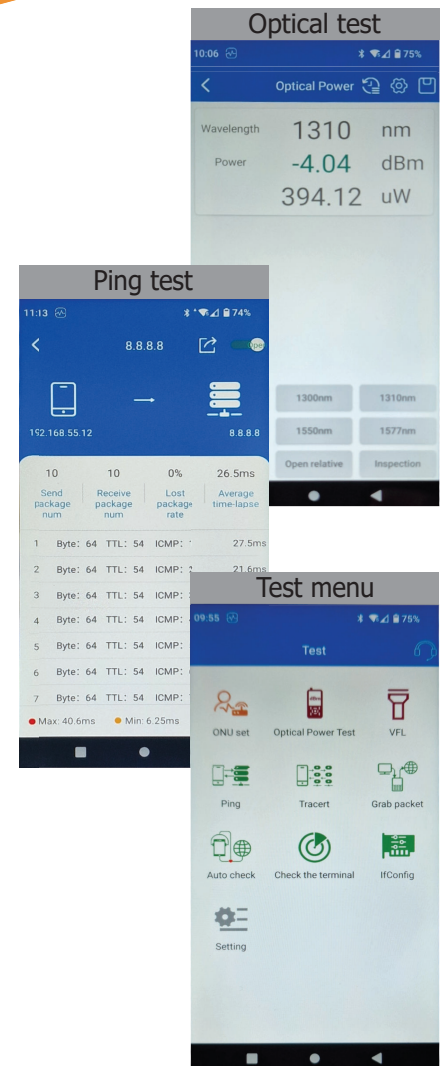 Optical test
10:06
75%
Optical Power
Wavelength 1310 nm
Power -4.04 dBm
394.12 uW
1300nm 1310nm
1550nm 1577nm
Open relative Inspection
Ping test
11:13
74%
8.8.8.8
192.168.55.12 8.8.8.8
10 10 0% 26.5ms
Send package num Receive package num Lost package rate Average time-lapse
1 Byte: 64 TTL: 54 ICMP: 27.5ms
2 Byte: 64 TTL: 54 ICMP: 21.6ms
3 Byte: 64 TTL: 54 ICMP:
4 Byte: 64 TTL: 54 ICMP:
5 Byte: 64 TTL: 54 ICMP:
6 Byte: 64 TTL: 54 ICMP:
7 Byte: 64 TTL: 54 ICMP:
Max: 40.6ms Min: 6.25ms
Test menu
09:55
75%
Test
ONU set Optical Power Test VFL
Ping Tracert Grab packet
Auto check Check the terminal IfConfig
Setting